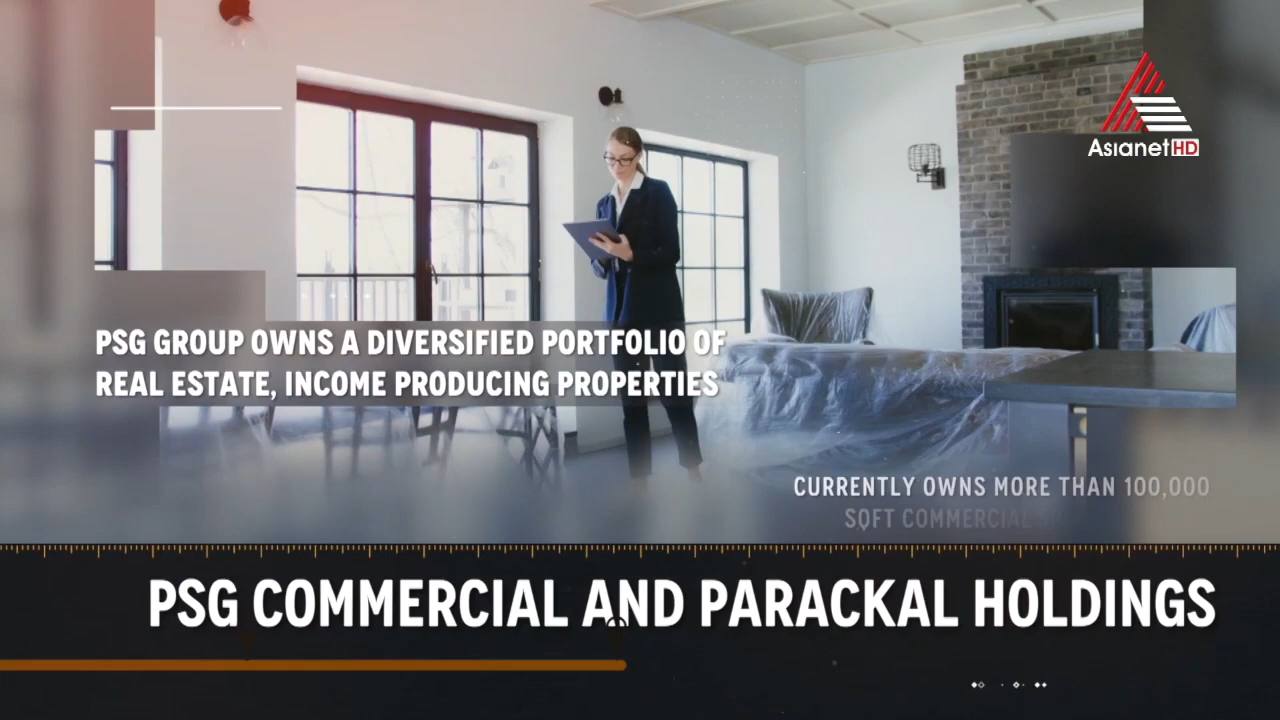 AsianetHD
PSG GROUP OWNS A DIVERSIFIED PORTFOLIO OF
REAL ESTATE, INCOME PRODUCING PROPERTIES
CURRENTLY OWNS MORE THAN 100,000
SQFT COMMERCIAL
PSG COMMERCIAL AND PARACKAL HOLDINGS